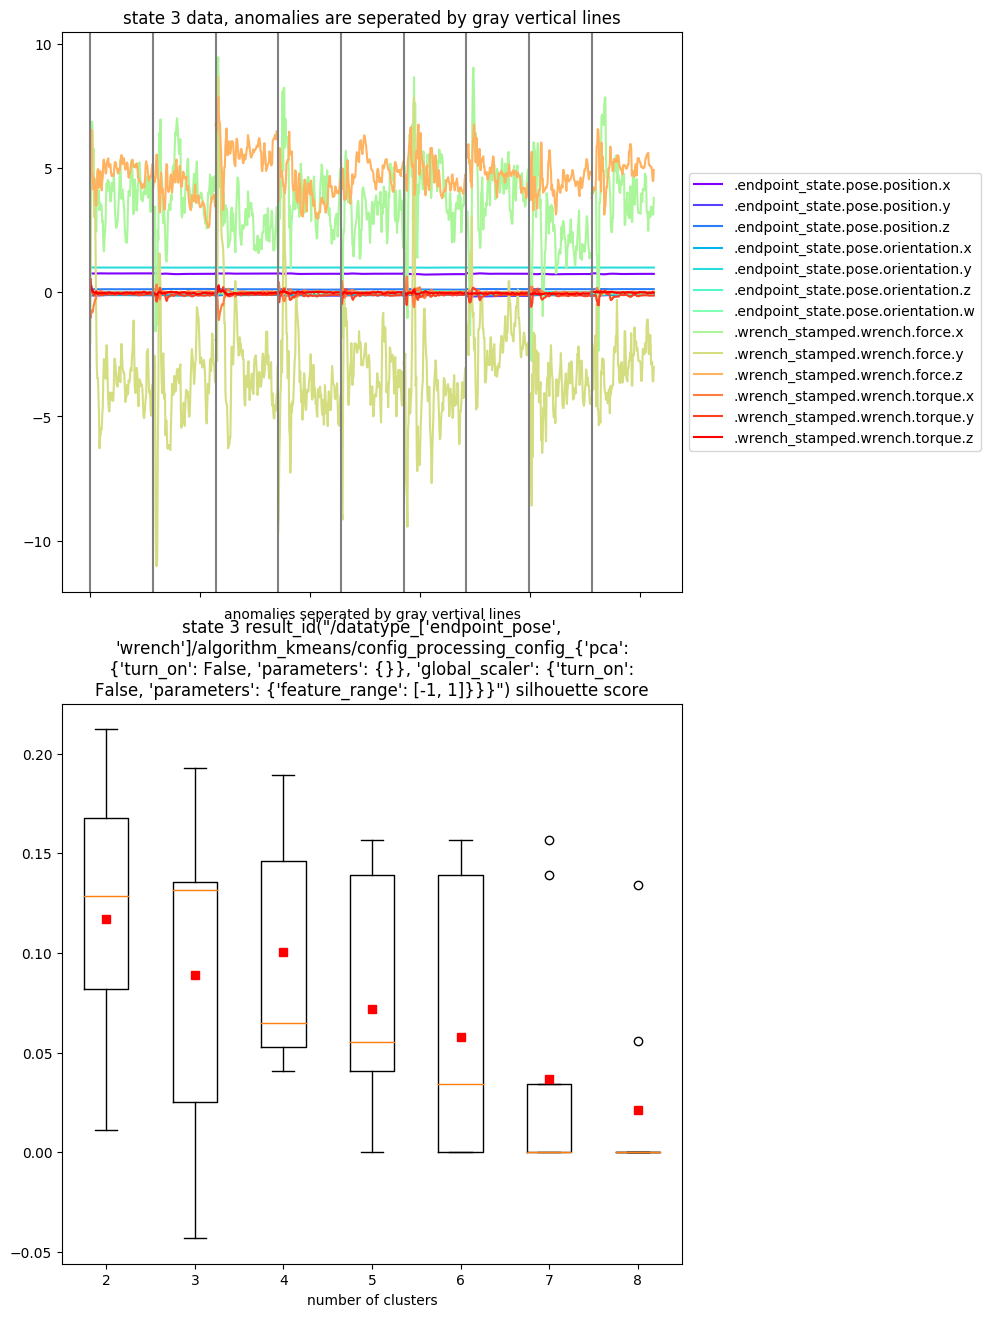 state 3 data, anomalies are seperated by gray vertical lines
10
5
0
−5
−10
.endpoint_state.pose.position.x
.endpoint_state.pose.position.y
.endpoint_state.pose.position.z
.endpoint_state.pose.orientation.x
.endpoint_state.pose.orientation.y
.endpoint_state.pose.orientation.z
.endpoint_state.pose.orientation.w
.wrench_stamped.wrench.force.x
.wrench_stamped.wrench.force.y
.wrench_stamped.wrench.force.z
.wrench_stamped.wrench.torque.x
.wrench_stamped.wrench.torque.y
.wrench_stamped.wrench.torque.z
anomalies seperated by gray vertival lines
state 3 result_id("/datatype_['endpoint_pose',
'wrench']/algorithm_kmeans/config_processing_config_{'pca':
{'turn_on': False, 'parameters': {}}, 'global_scaler': {'turn_on':
False, 'parameters': {'feature_range': [-1, 1]}}}") silhouette score
0.20
0.15
0.10
0.05
0.00
−0.05
2 3 4 5 6 7 8
number of clusters